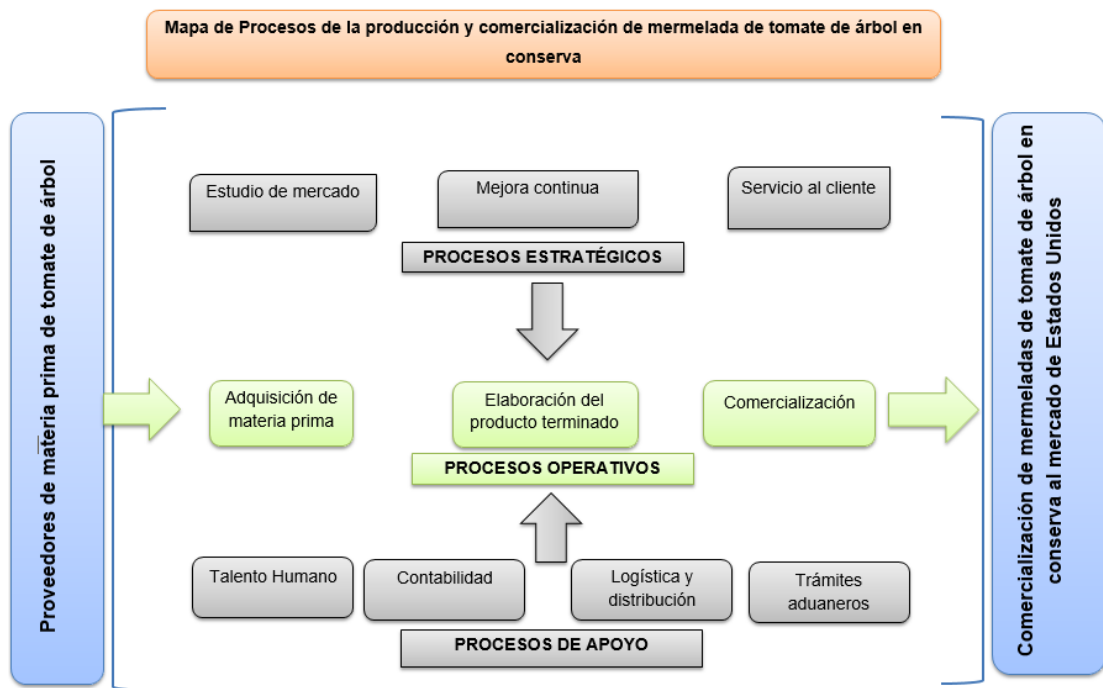 Mapa de Procesos de la producción y comercialización de mermelada de tomate de árbol en
conserva
Proveedores de materia prima de tomate de árbol
Estudio de mercado
Mejora continua
Servicio al cliente
PROCESOS ESTRATÉGICOS
Adquisición de
materia prima
Elaboración del
producto terminado
Comercialización
PROCESOS OPERATIVOS
Talento Humano
Contabilidad
Logística y
distribución
Trámites
aduaneros
PROCESOS DE APOYO
Comercialización de mermeladas de tomate de árbol en
conserva al mercado de Estados Unidos